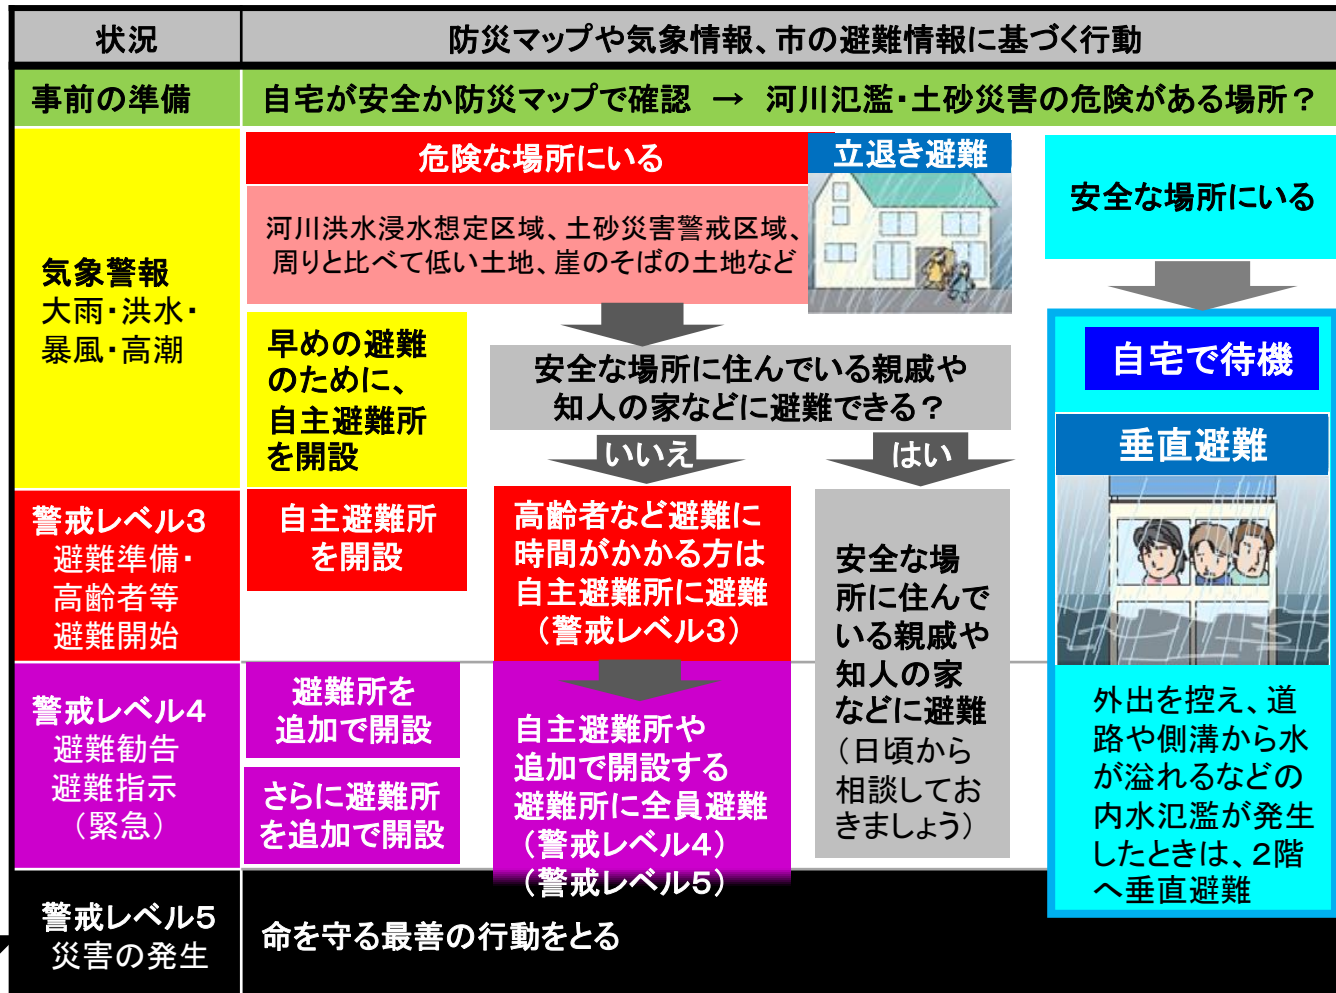 状況
防災マップや気象情報、市の避難情報に基づく行動
事前の準備
自宅が安全か防災マップで確認 → 河川氾濫・土砂災害の危険がある場所？
気象警報
大雨・洪水・
暴風・高潮
危険な場所にいる
河川洪水浸水想定区域、土砂災害警戒区域、
周りと比べて低い土地、崖のそばの土地など
立退き避難
安全な場所にいる
早めの避難
のために、
自主避難所
を開設
安全な場所に住んでいる親戚や
知人の家などに避難できる？
いいえ
はい
自宅で待機
垂直避難
警戒レベル3
避難準備・
高齢者等
避難開始
自主避難所
を開設
高齢者など避難に
時間がかかる方は
自主避難所に避難
（警戒レベル3）
安全な場
所に住んで
いる親戚や
知人の家
などに避難
（日頃から
相談してお
きましょう）
警戒レベル4
避難勧告
避難指示
（緊急）
避難所を
追加で開設
さらに避難所
を追加で開設
自主避難所や
追加で開設する
避難所に全員避難
（警戒レベル4）
（警戒レベル5）
外出を控え、道
路や側溝から水
が溢れるなどの
内水氾濫が発生
したときは、2階
へ垂直避難
警戒レベル5
災害の発生
命を守る最善の行動をとる